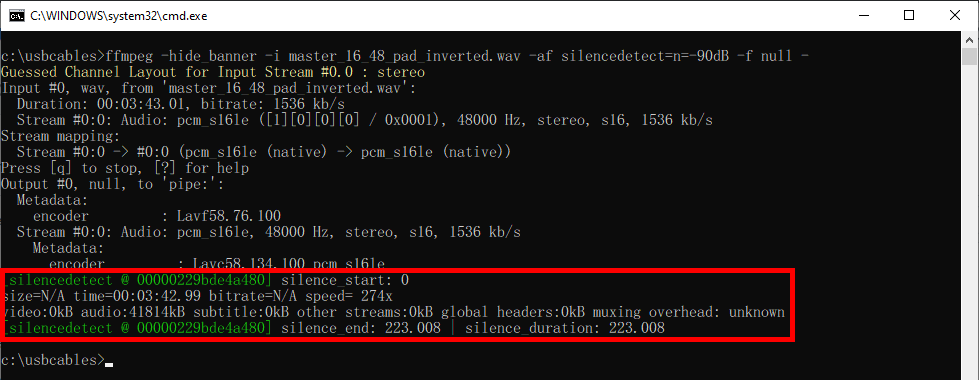 C:\WINDOWS\system32\cmd.exe
c:\usbcables>ffmpeg -hide_banner -i master_16_48_pad_inverted.wav -af silencedetect=n=-90dB -f null -
Guessed Channel Layout for Input Stream #0.0 : stereo
Input #0, wav, from 'master_16_48_pad_inverted.wav':
  Duration: 00:03:43.01, bitrate: 1536 kb/s
  Stream #0:0: Audio: pcm_s16le ([1][0][0][0] / 0x0001), 48000 Hz, stereo, s16, 1536 kb/s
Stream mapping:
  Stream #0:0 -> #0:0 (pcm_s16le (native) -> pcm_s16le (native))
Press [q] to stop, [?] for help
Output #0, null, to 'pipe:':
  Metadata:
    encoder         : Lavf58.76.100
  Stream #0:0: Audio: pcm_s16le, 48000 Hz, stereo, s16, 1536 kb/s
    Metadata:
      encoder         : Lavc58.134.100 pcm_s16le
[silencedetect @ 00000229bde4a480] silence_start: 0
size=N/A time=00:03:42.99 bitrate=N/A speed= 274x
video:0kB audio:41814kB subtitle:0kB other streams:0kB global headers:0kB muxing overhead: unknown
[silencedetect @ 00000229bde4a480] silence_end: 223.008 | silence_duration: 223.008
c:\usbcables>